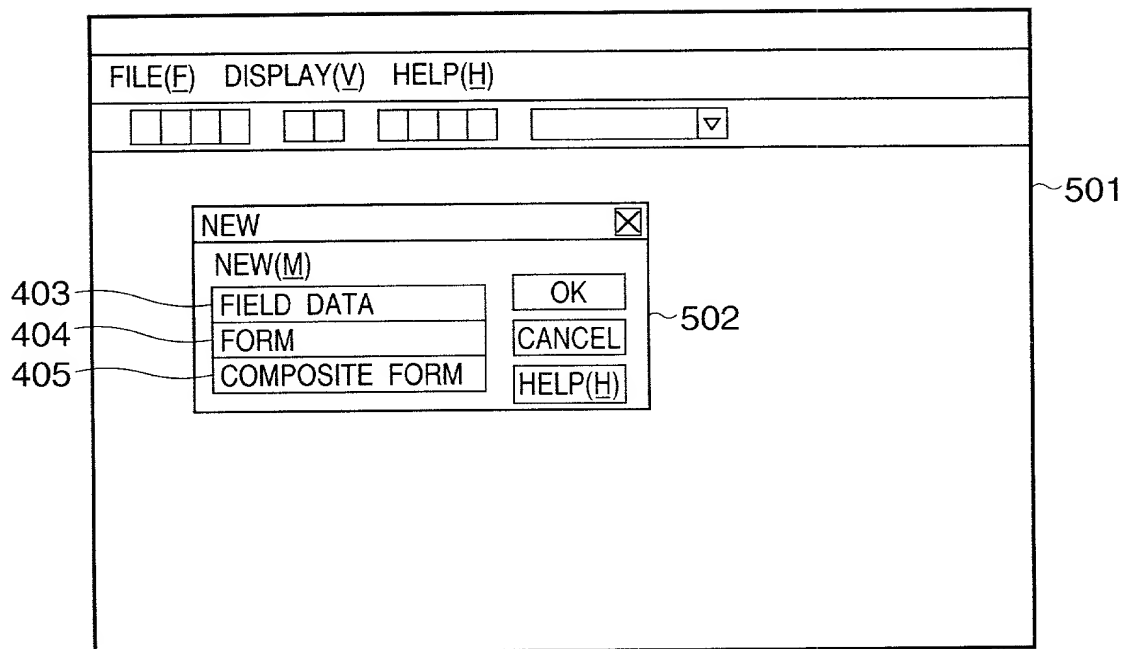 FILE(F) DISPLAY(V) HELP(H)
501
NEW
NEW(M)
403
FIELD DATA
OK
502
404
FORM
CANCEL
405
COMPOSITE FORM
HELP(H)